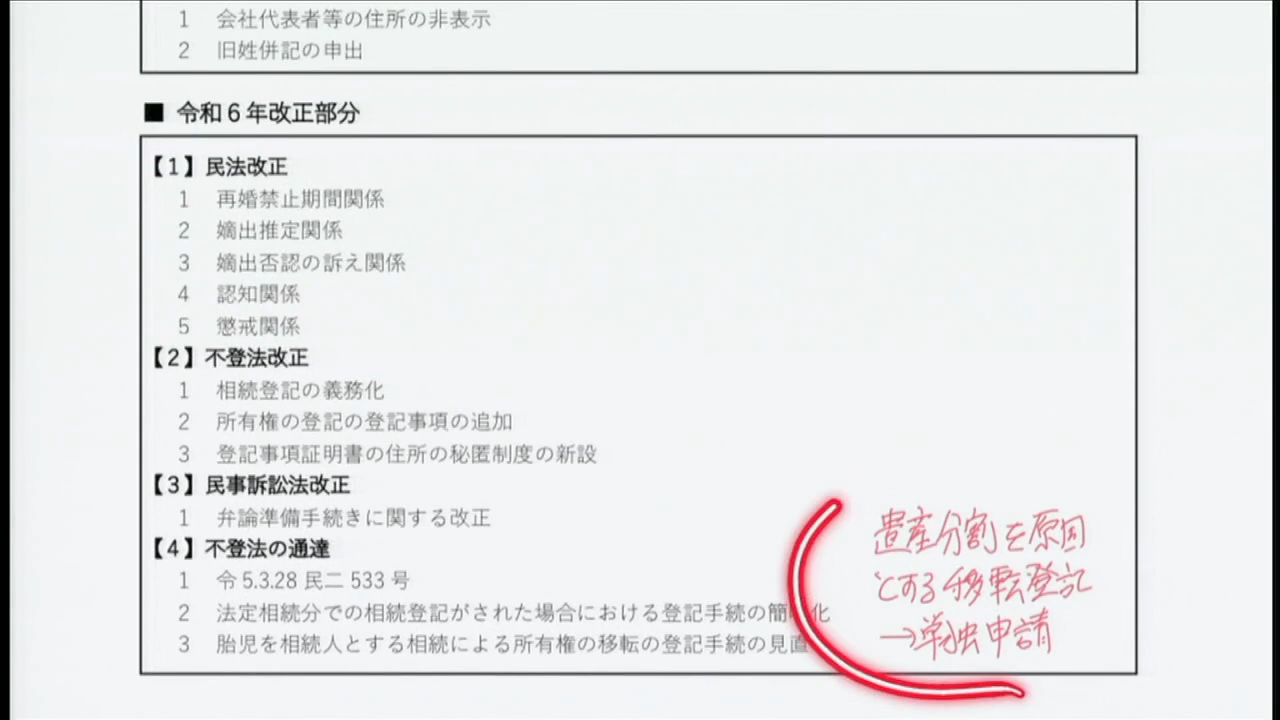 1 会社代表者等の住所の非表示
2 旧姓併記の申出
■ 令和6年改正部分
【1】民法改正
1 再婚禁止期間関係
2 嫡出推定関係
3 嫡出否認の訴え関係
4 認知関係
5 懲戒関係
【2】不登法改正
1 相続登記の義務化
2 所有権の登記の登記事項の追加
3 登記事項証明書の住所の秘匿制度の新設
【3】民事訴訟法改正
1 弁論準備手続きに関する改正
【4】不登法の通達
1 令5.3.28民二533号
2 法定相続分での相続登記がされた場合における登記手続の簡略化
3 胎児を相続人とする相続による所有権の移転の登記手続の見直
遺産分割を原因
とする移転登記
→単独申請